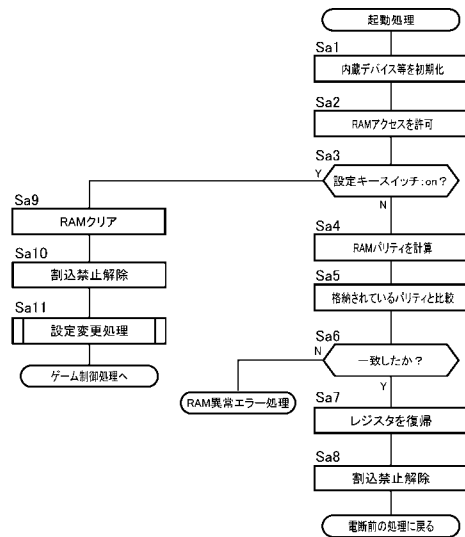 起動処理
Sa1
内蔵デバイス等を初期化
Sa2
RAMアクセスを許可
Sa3
設定キースイッチ:on?
Y
N
Sa9
RAMクリア
Sa10
割込禁止解除
Sa11
設定変更処理
ゲーム制御処理へ
Sa4
RAMパリティを計算
Sa5
格納されているパリティと比較
Sa6
一致したか?
N
Y
RAM異常エラー処理
Sa7
レジスタを復帰
Sa8
割込禁止解除
電断前の処理に戻る